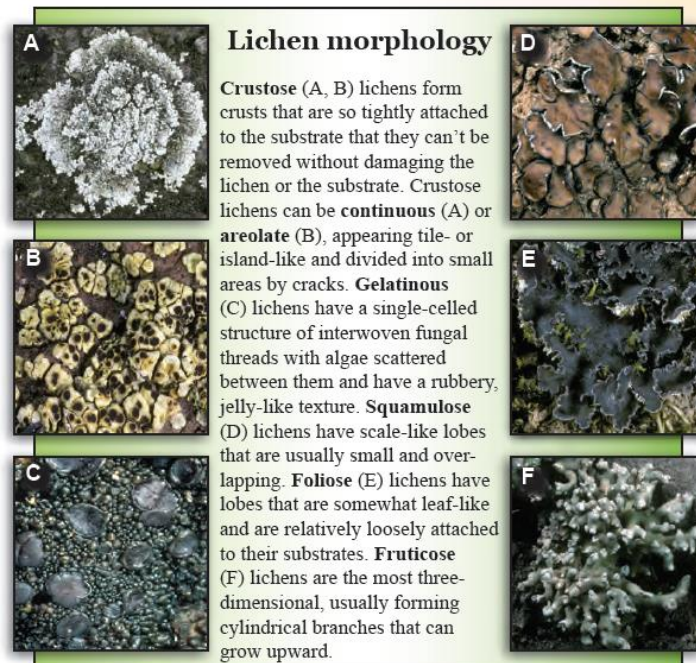 A
Lichen morphology
Crustose (A, B) lichens form
crusts that are so tightly attached
to the substrate that they can't be
removed without damaging the
lichen or the substrate. Crustose
lichens can be continuous (A) or
areolate (B), appearing tile- or
island-like and divided into small
areas by cracks. Gelatinous
(C) lichens have a single-celled
structure of interwoven fungal
threads with algae scattered
between them and have a rubbery,
jelly-like texture. Squamulose
(D) lichens have scale-like lobes
that are usually small and over-
lapping. Foliose (E) lichens have
lobes that are somewhat leaf-like
and are relatively loosely attached
to their substrates. Fruticose
(F) lichens are the most three-
dimensional, usually forming
cylindrical branches that can
grow upward.
B
C
D
E
F